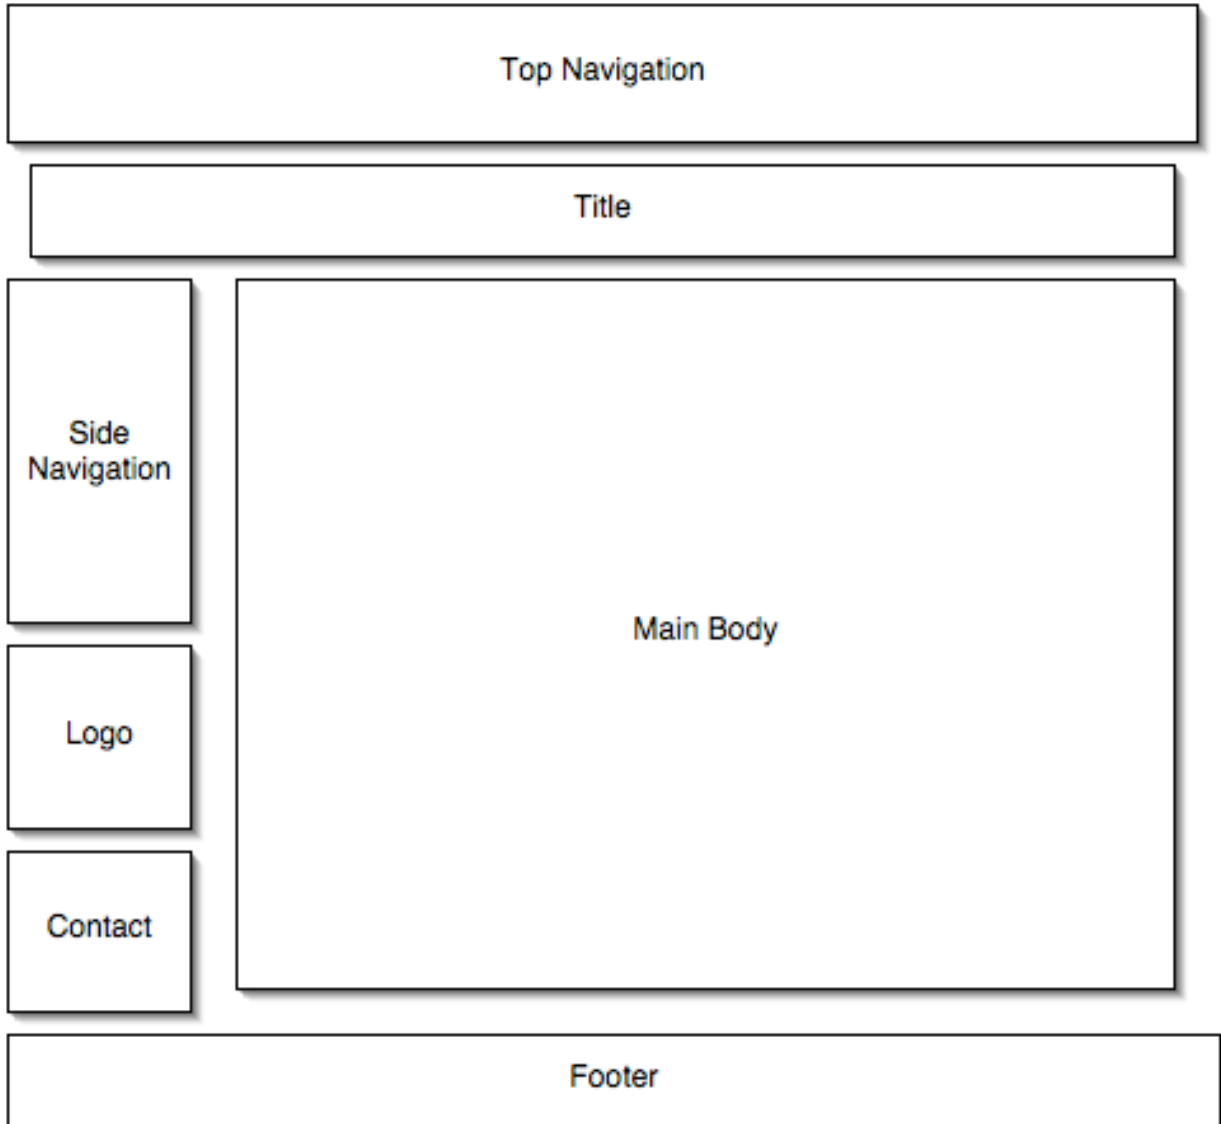 Top Navigation
Title
Side
Navigation
Main Body
Logo
Contact
Footer